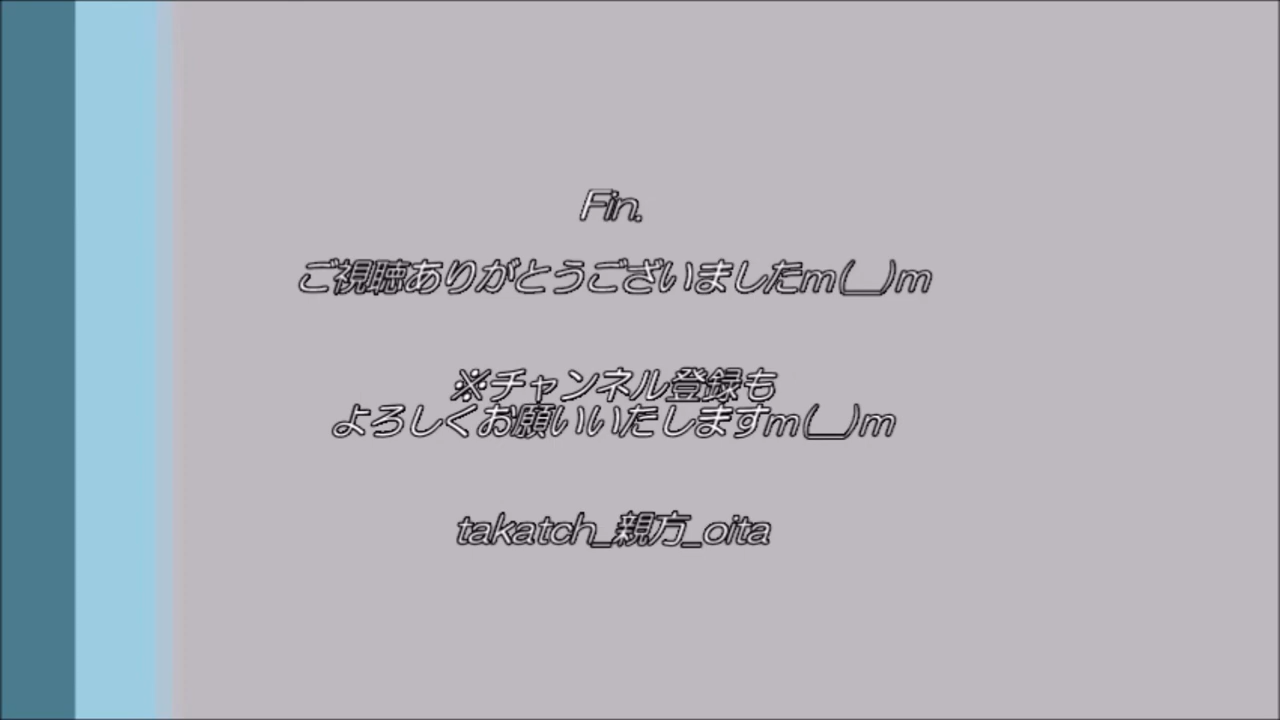 Fin.
ご視聴ありがとうございましたm(__)m
※チャンネル登録も
よろしくお願いいたしますm(__)m
takatch_親方_oita